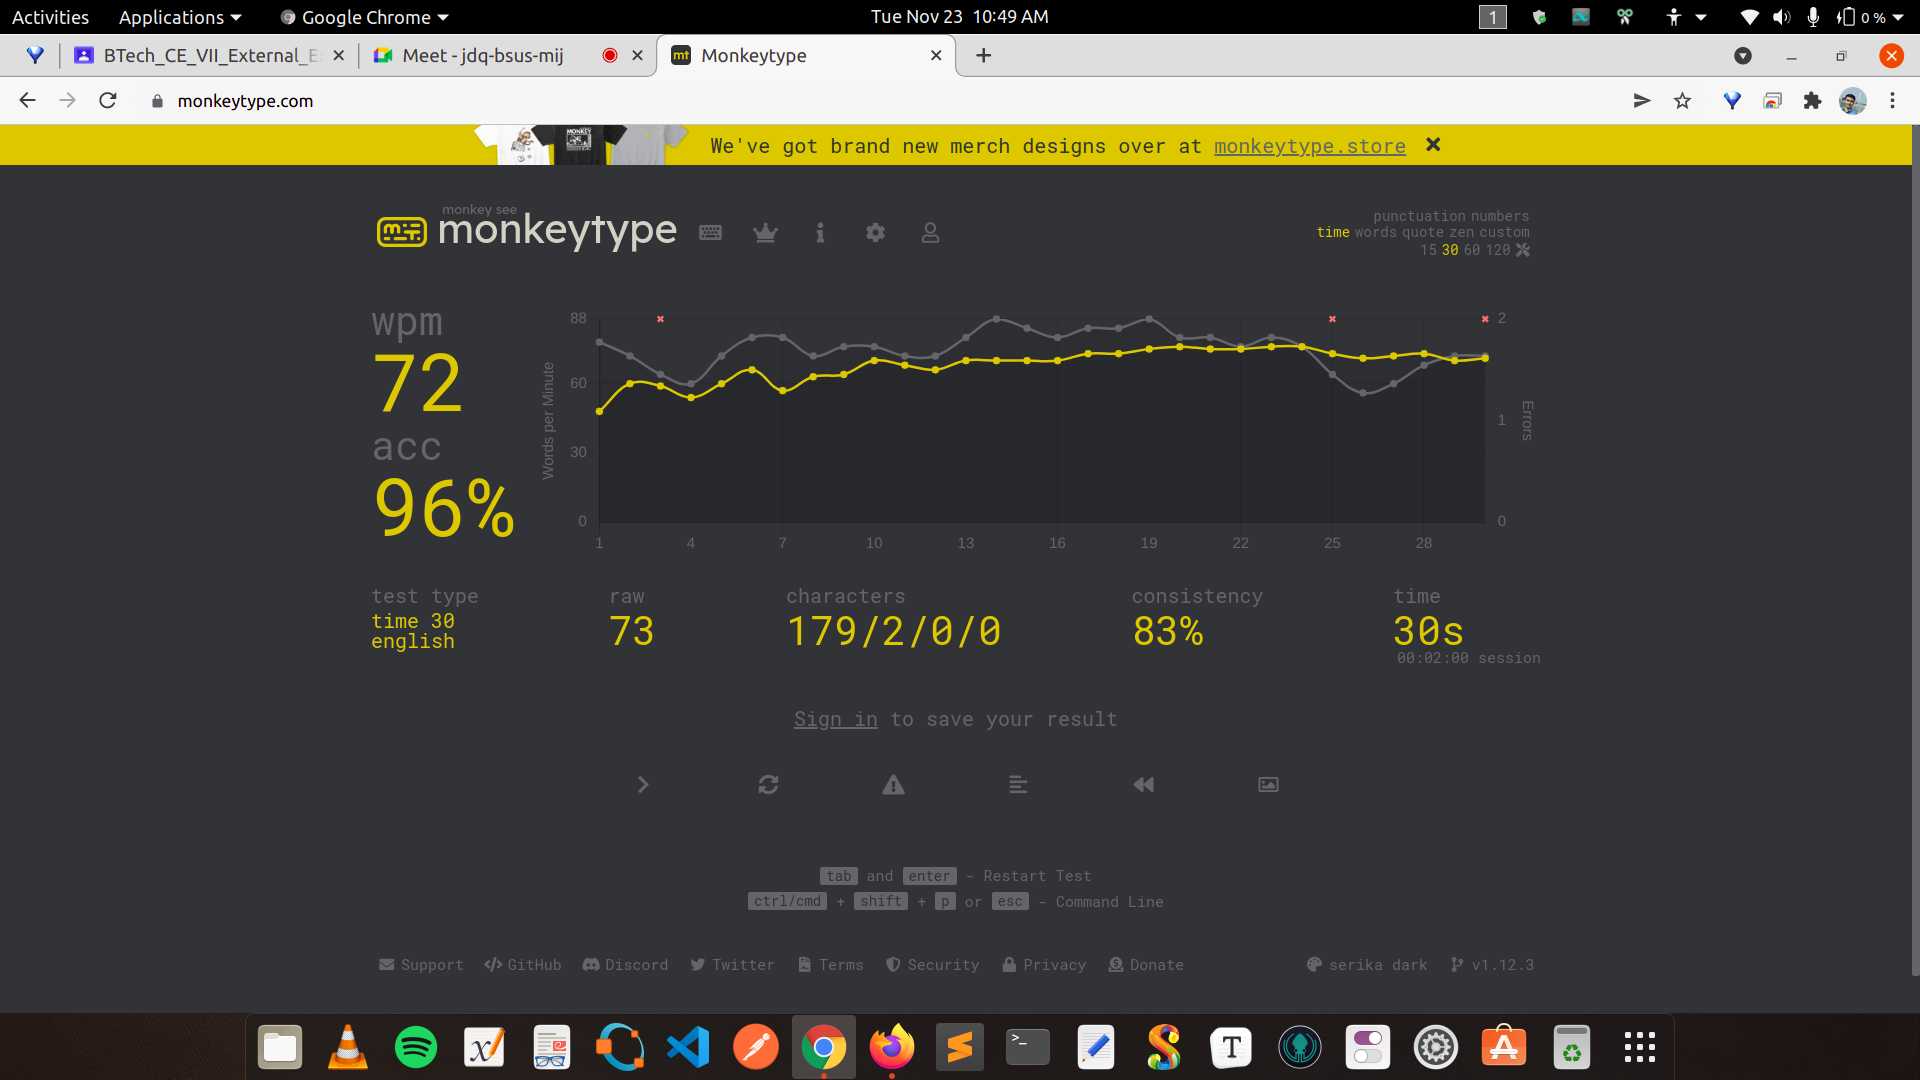 Activities Applications Google Chrome Tue Nov 23 10:49 AM 1 0 %
BTech_CE_VII_External_E Meet - jdq-bsus-mij Monkeytype
monkeytype.com
MONKEY
We've got brand new merch designs over at monkeytype.store
monkey see
monkeytype
punctuation numbers
time words quote zen custom
15 30 60 120
wpm
72
acc
96%
Words per Minute
88
60
30
0
1 4 7 10 13 16 19 22 25 28
2
1
0
Errors
test type
time 30
english
raw
73
characters
179/2/0/0
consistency
83%
time
30s
00:02:00 session
Sign in to save your result
tab and enter - Restart Test
ctrl/cmd + shift + p or esc - Command Line
Support GitHub Discord Twitter Terms Security Privacy Donate serika dark v1.12.3